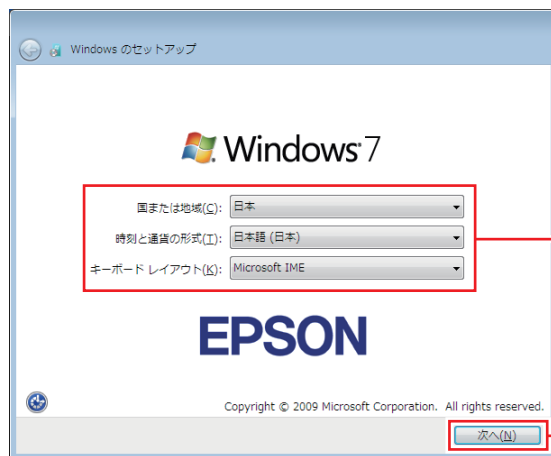 Windows のセットアップ
Windows 7
国または地域(C): 日本
時刻と通貨の形式(T): 日本語 (日本)
キーボード レイアウト(K): Microsoft IME
EPSON
Copyright © 2009 Microsoft Corporation. All rights reserved.
次へ(N)